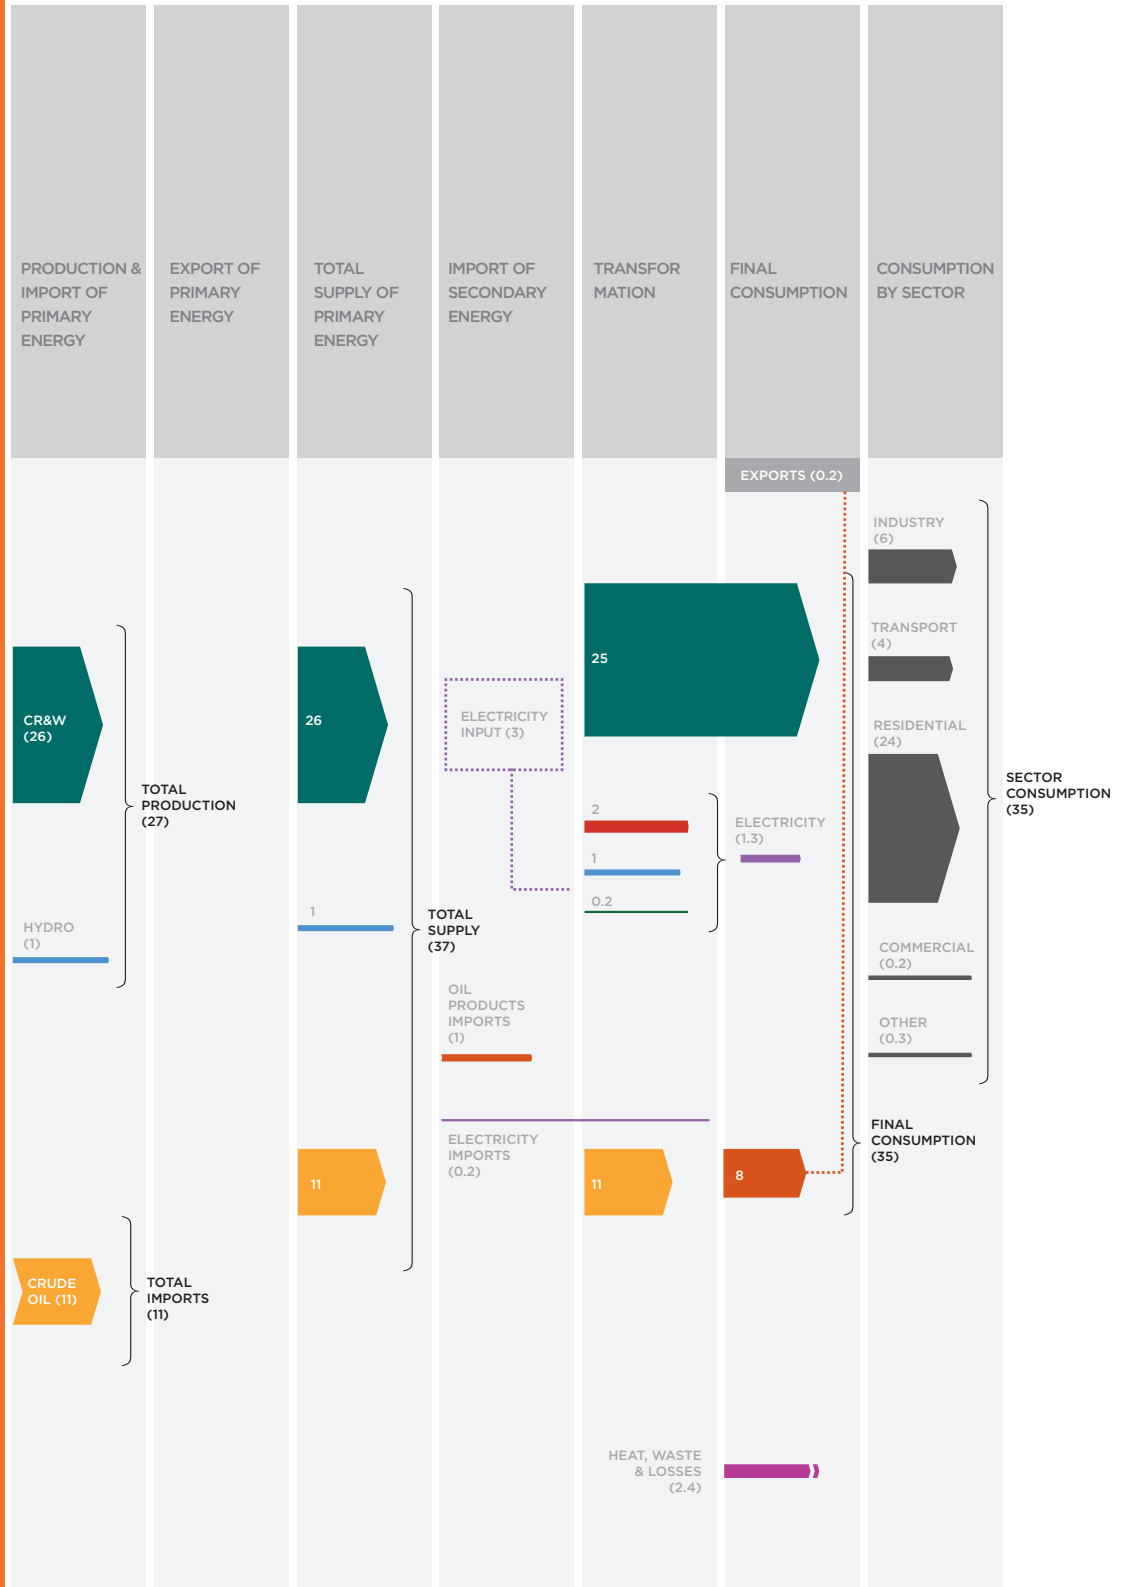 PRODUCTION &
IMPORT OF
PRIMARY
ENERGY
EXPORT OF
PRIMARY
ENERGY
TOTAL
SUPPLY OF
PRIMARY
ENERGY
IMPORT OF
SECONDARY
ENERGY
TRANSFOR
MATION
FINAL
CONSUMPTION
CONSUMPTION
BY SECTOR
EXPORTS (0.2)
CR&W
(26)
TOTAL
PRODUCTION
(27)
HYDRO
(1)
CRUDE
OIL (11)
TOTAL
IMPORTS
(11)
26
1
11
TOTAL
SUPPLY
(37)
ELECTRICITY
INPUT (3)
OIL
PRODUCTS
IMPORTS
(1)
ELECTRICITY
IMPORTS
(0.2)
25
2
1
0.2
11
HEAT, WASTE
& LOSSES
(2.4)
ELECTRICITY
(1.3)
8
FINAL
CONSUMPTION
(35)
INDUSTRY
(6)
TRANSPORT
(4)
RESIDENTIAL
(24)
COMMERCIAL
(0.2)
OTHER
(0.3)
SECTOR
CONSUMPTION
(35)